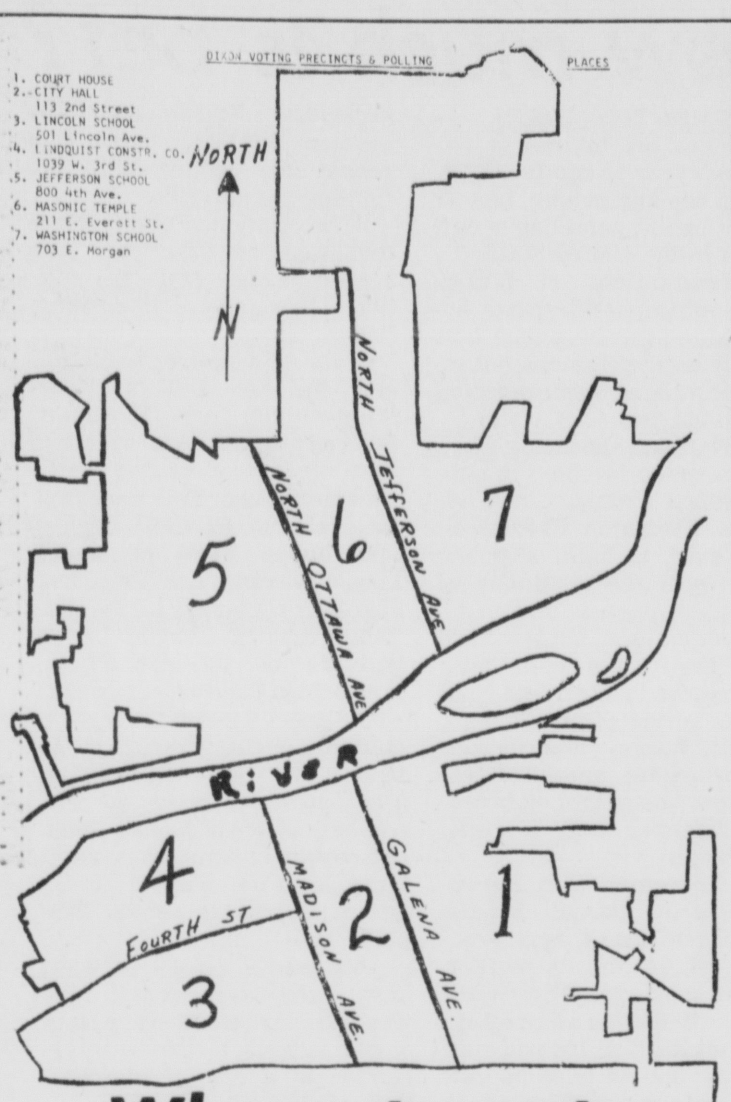 DIXON VOTING PRECINCTS & POLLING PLACES
1. COURT HOUSE
2. CITY HALL
113 2nd Street
3. LINCOLN SCHOOL
501 Lincoln Ave.
4. LINDQUIST CONSTR. CO.
1039 W. 3rd St.
5. JEFFERSON SCHOOL
800 4th Ave.
6. MASONIC TEMPLE
211 E. Everett St.
7. WASHINGTON SCHOOL
703 E. Morgan
NORTH
N
NORTH JEFFERSON AVE
NORTH OTTAWA AVE
5
6
7
RiVeR
4
MADISON AVE.
2
GALENA AVE.
1
FOURTH ST
3